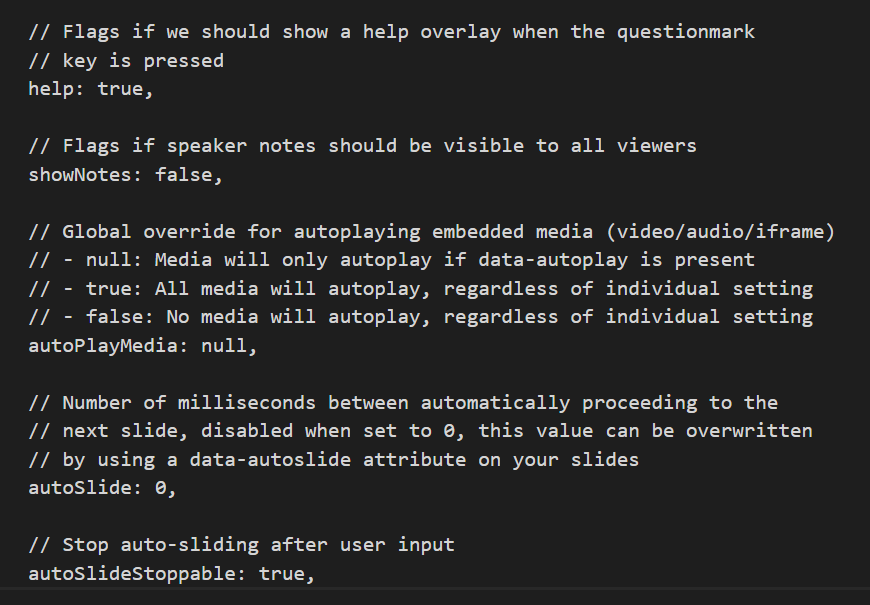 // Flags if we should show a help overlay when the questionmark
// key is pressed
help: true,
// Flags if speaker notes should be visible to all viewers
showNotes: false,
// Global override for autoplaying embedded media (video/audio/iframe)
// - null: Media will only autoplay if data-autoplay is present
// - true: All media will autoplay, regardless of individual setting
// - false: No media will autoplay, regardless of individual setting
autoPlayMedia: null,
// Number of milliseconds between automatically proceeding to the
// next slide, disabled when set to 0, this value can be overwritten
// by using a data-autoslide attribute on your slides
autoSlide: 0,
// Stop auto-sliding after user input
autoSlideStoppable: true,